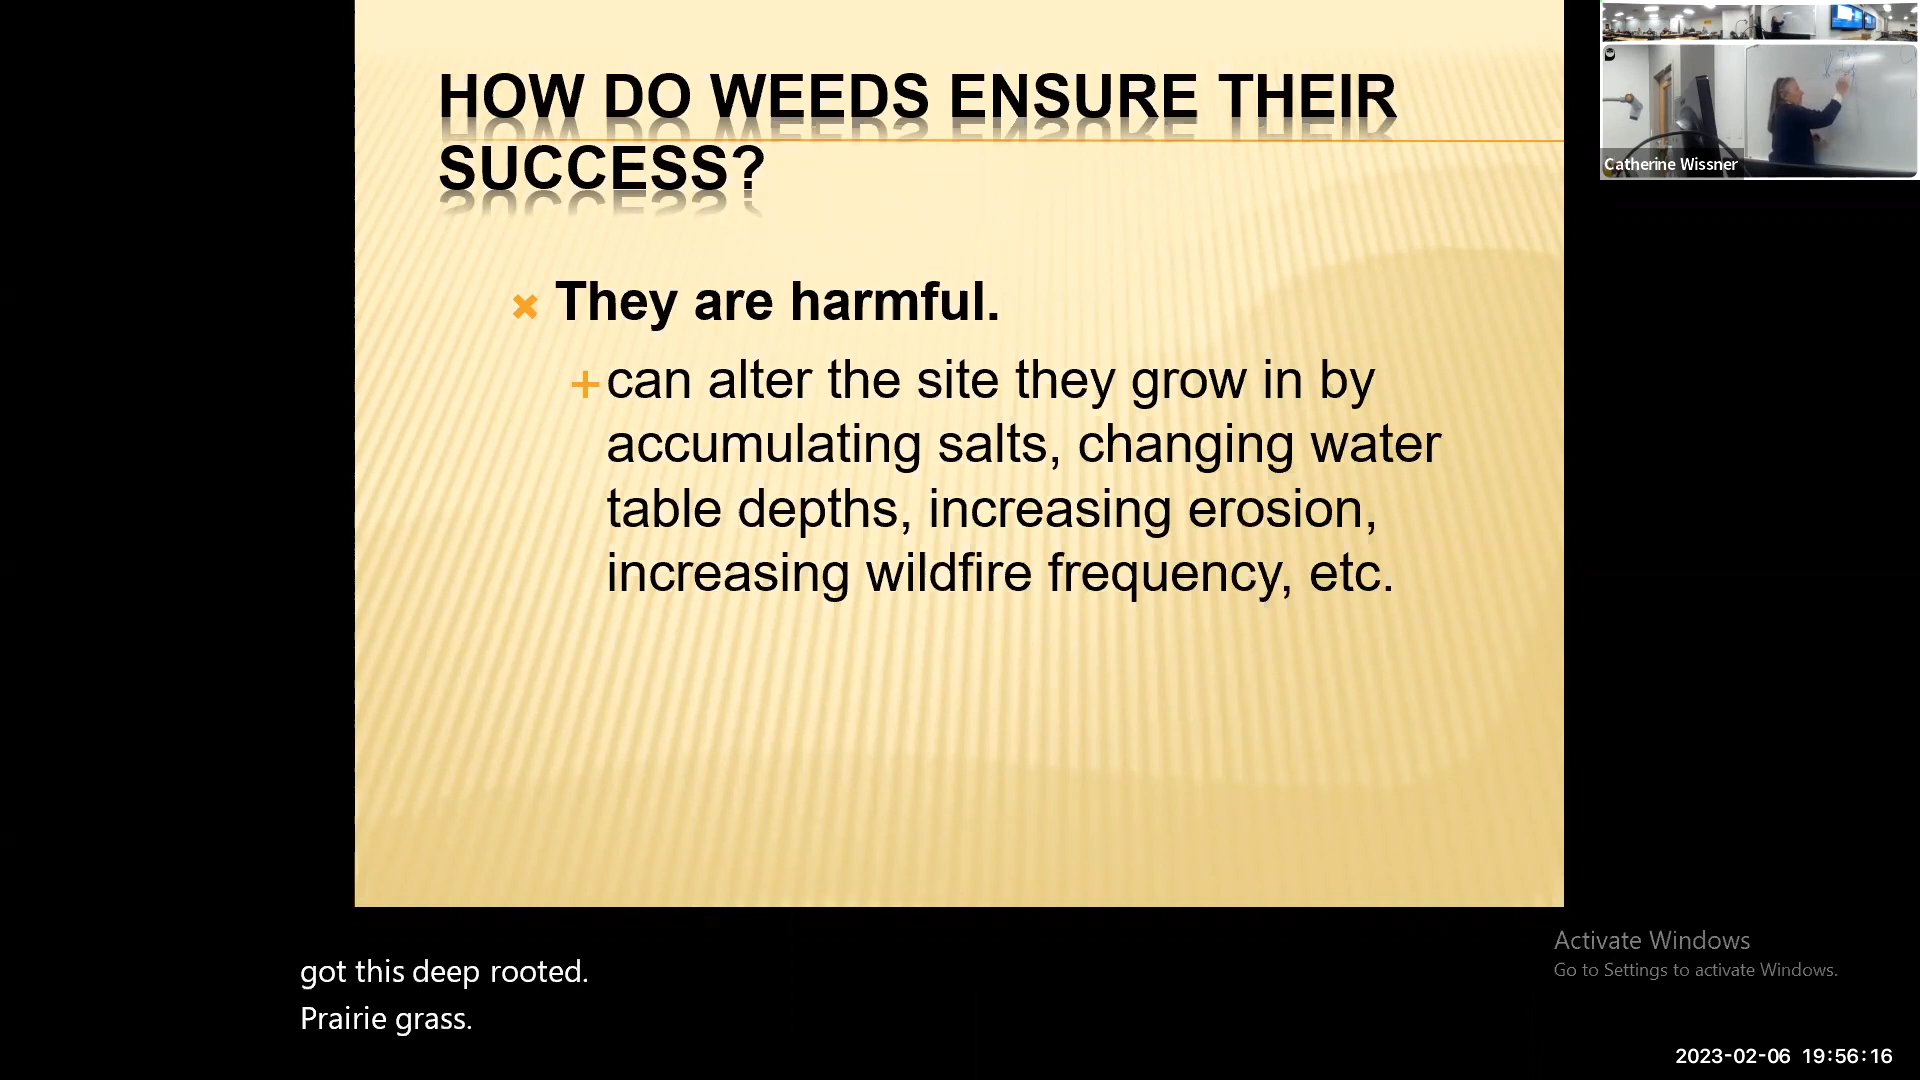 HOW DO WEEDS ENSURE THEIR
SUCCESS?
They are harmful.
can alter the site they grow in by
accumulating salts, changing water
table depths, increasing erosion,
increasing wildfire frequency, etc.
Catherine Wissner
got this deep rooted.
Prairie grass.
Activate Windows
Go to Settings to activate Windows.
2023-02-06 19:56:16